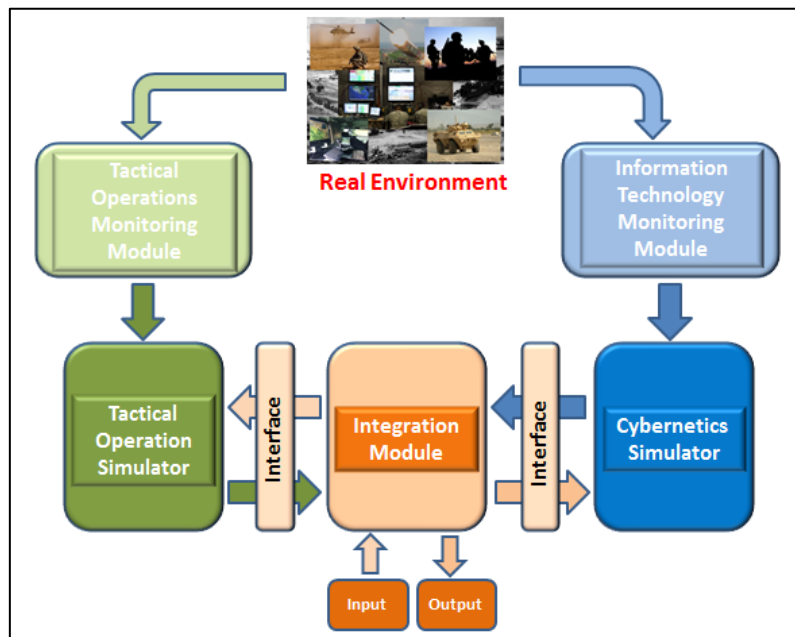 Real Environment
Tactical
Operations
Monitoring
Module
Information
Technology
Monitoring
Module
Tactical
Operation
Simulator
Interface
Integration
Module
Interface
Cybernetics
Simulator
Input
Output